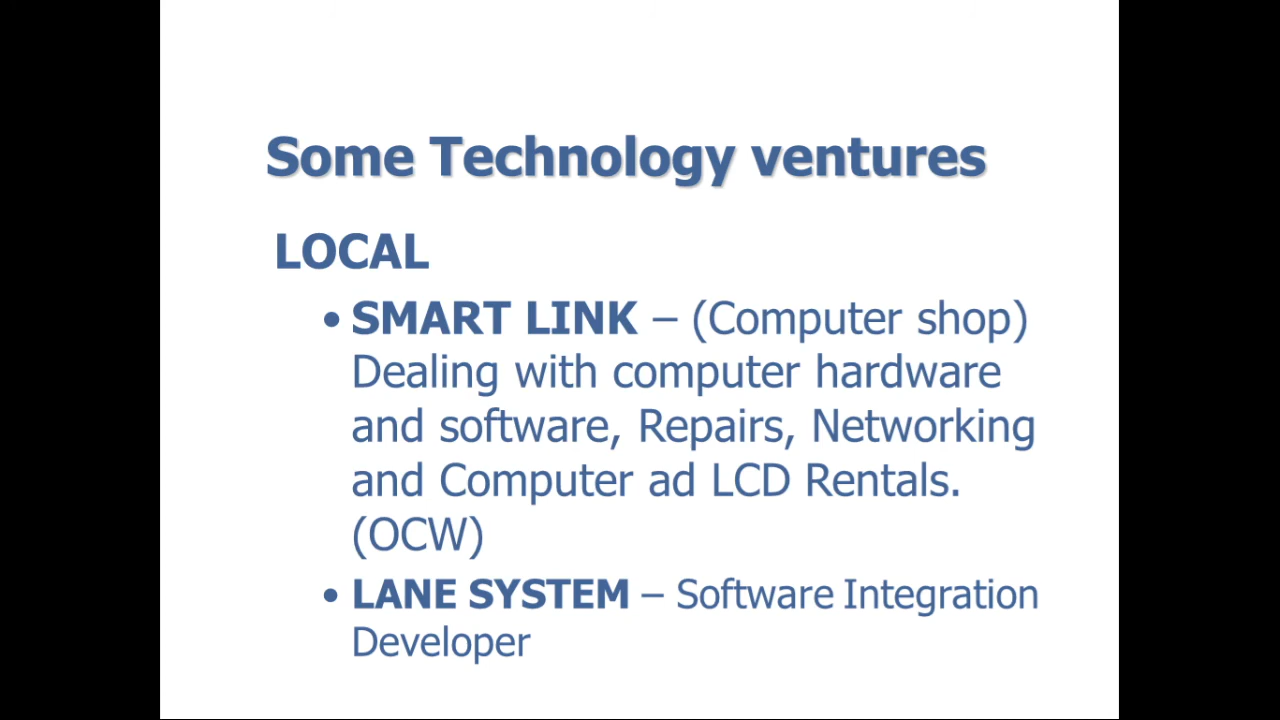 Some Technology ventures
LOCAL
• SMART LINK – (Computer shop)
Dealing with computer hardware
and software, Repairs, Networking
and Computer ad LCD Rentals.
(OCW)
• LANE SYSTEM – Software Integration
Developer